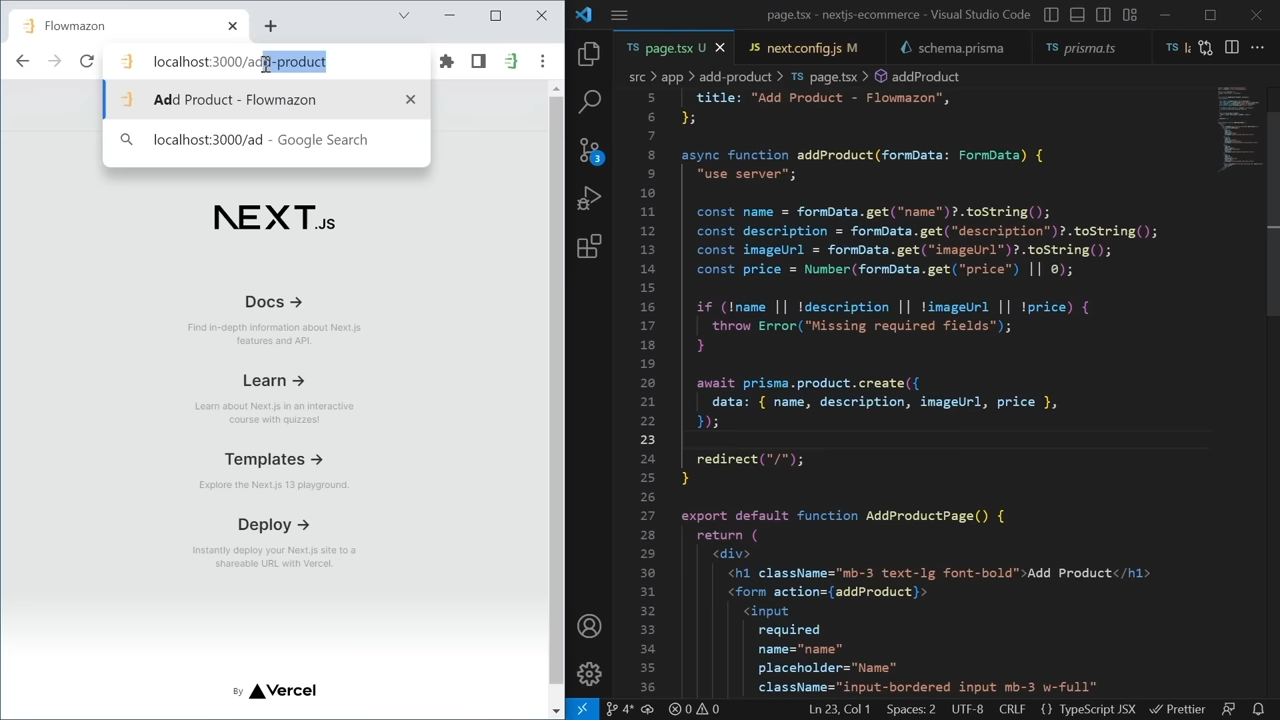 Flowmazon
localhost:3000/add-product
Add Product - Flowmazon
localhost:3000/ad - Google Search
NEXT.JS
Docs →
Find in-depth information about Next.js
features and API.
Learn →
Learn about Next.js in an interactive
course with quizzes!
Templates →
Explore the Next.js 13 playground.
Deploy →
Instantly deploy your Next.js site to a
shareable URL with Vercel.
By Vercel
page.tsx - nextjs-ecommerce - Visual Studio Code
page.tsx U
JS next.config.js M
schema.prisma
TS prisma.ts
TS
src > app > add-product > page.tsx > addProduct
3
5 title: "Add Product - Flowmazon",
6 };
7
8 async function addProduct(formData: FormData) {
9 "use server";
10
11 const name = formData.get("name")?.toString();
12 const description = formData.get("description")?.toString();
13 const imageUrl = formData.get("imageUrl")?.toString();
14 const price = Number(formData.get("price") || 0);
15
16 if (!name || !description || !imageUrl || !price) {
17 throw Error("Missing required fields");
18 }
19
20 await prisma.product.create({
21 data: { name, description, imageUrl, price },
22 });
23
24 redirect("/");
25 }
26
27 export default function AddProductPage() {
28 return (
29 <div>
30 <h1 className="mb-3 text-lg font-bold">Add Product</h1>
31 <form action={addProduct}>
32 <input
33 required
34 name="name"
35 placeholder="Name"
36 className="input-bordered input mb-3 w-full"
4* 0 0 Ln 23, Col 1 Spaces: 2 UTF-8 CRLF {} TypeScript JSX Prettier